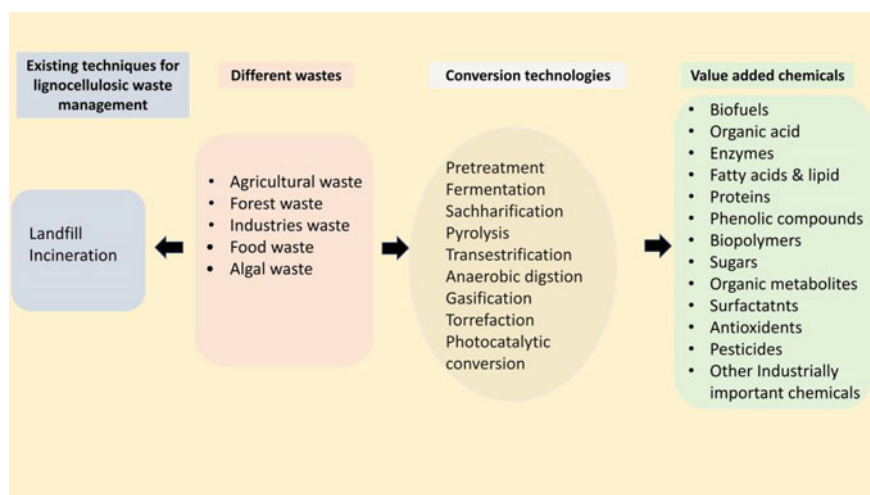 Existing techniques for
lignocellulosic waste
management
Landfill
Incineration
Different wastes
• Agricultural waste
• Forest waste
• Industries waste
• Food waste
• Algal waste
Conversion technologies
Pretreatment
Fermentation
Sachharification
Pyrolysis
Transestrification
Anaerobic digstion
Gasification
Torrefaction
Photocatalytic
conversion
Value added chemicals
• Biofuels
• Organic acid
• Enzymes
• Fatty acids & lipid
• Proteins
• Phenolic compounds
• Biopolymers
• Sugars
• Organic metabolites
• Surfactatnts
• Antioxidents
• Pesticides
• Other Industrially
important chemicals